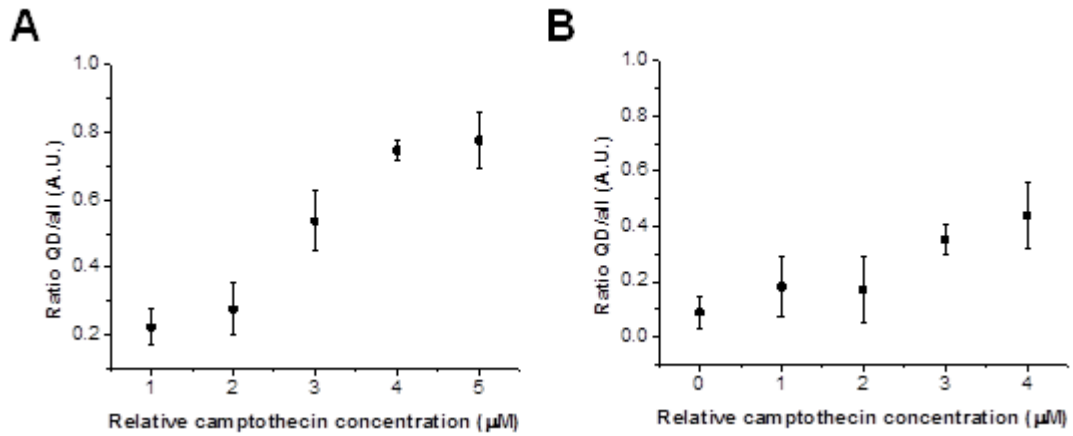 A
B
1.0
0.8
0.6
0.4
0.2
Ratio QD/all (A.U.)
1 2 3 4 5
Relative camptothecin concentration (µM)
1.0
0.8
0.6
0.4
0.2
0.0
Ratio QD/all (A.U.)
0 1 2 3 4
Relative camptothecin concentration (µM)